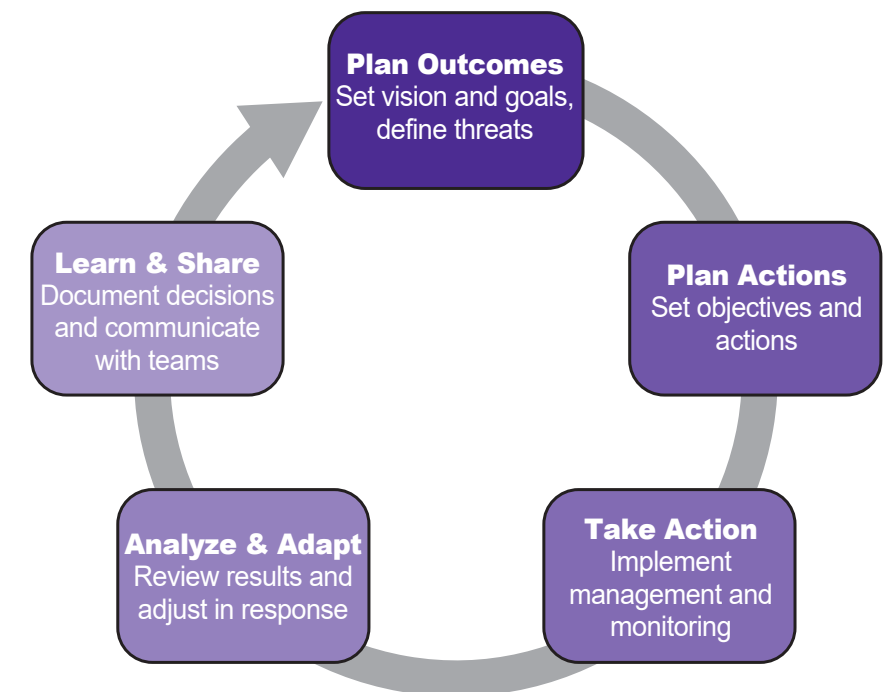 Plan Outcomes
Set vision and goals,
define threats
Plan Actions
Set objectives and
actions
Take Action
Implement
management and
monitoring
Analyze & Adapt
Review results and
adjust in response
Learn & Share
Document decisions
and communicate
with teams